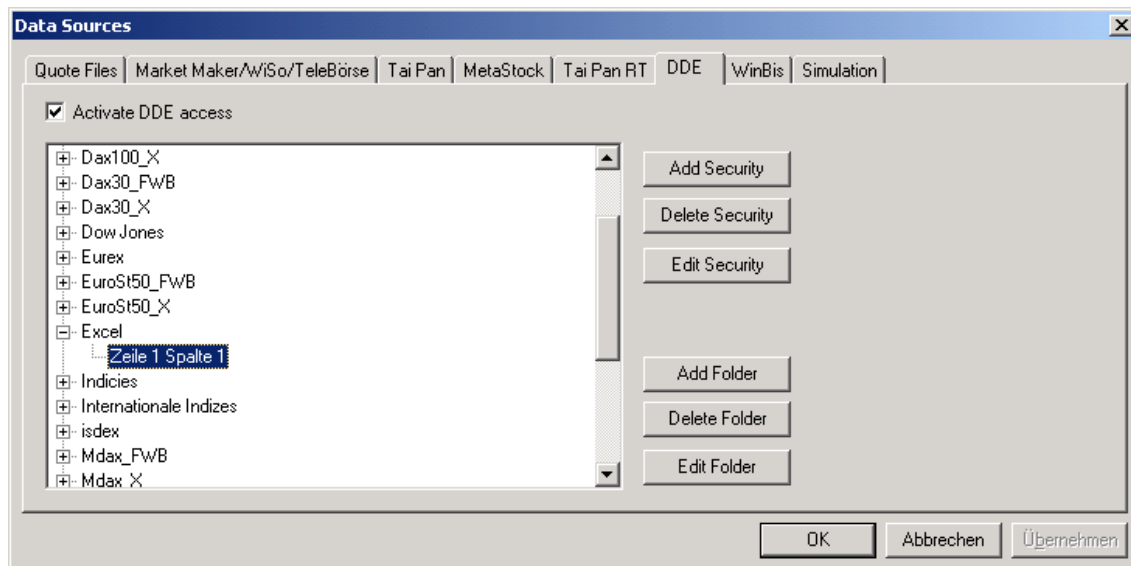 Data Sources
Quote Files Market Maker/WiSo/TeleBörse Tai Pan MetaStock Tai Pan RT DDE WinBis Simulation
Activate DDE access
Dax100_X
Dax30_FWB
Dax30_X
Dow Jones
Eurex
EuroSt50_FWB
EuroSt50_X
Excel
Zeile 1 Spalte 1
Indicies
Internationale Indizes
isdex
Mdax_FWB
Mdax_X
Add Security
Delete Security
Edit Security
Add Folder
Delete Folder
Edit Folder
OK Abbrechen Übernehmen